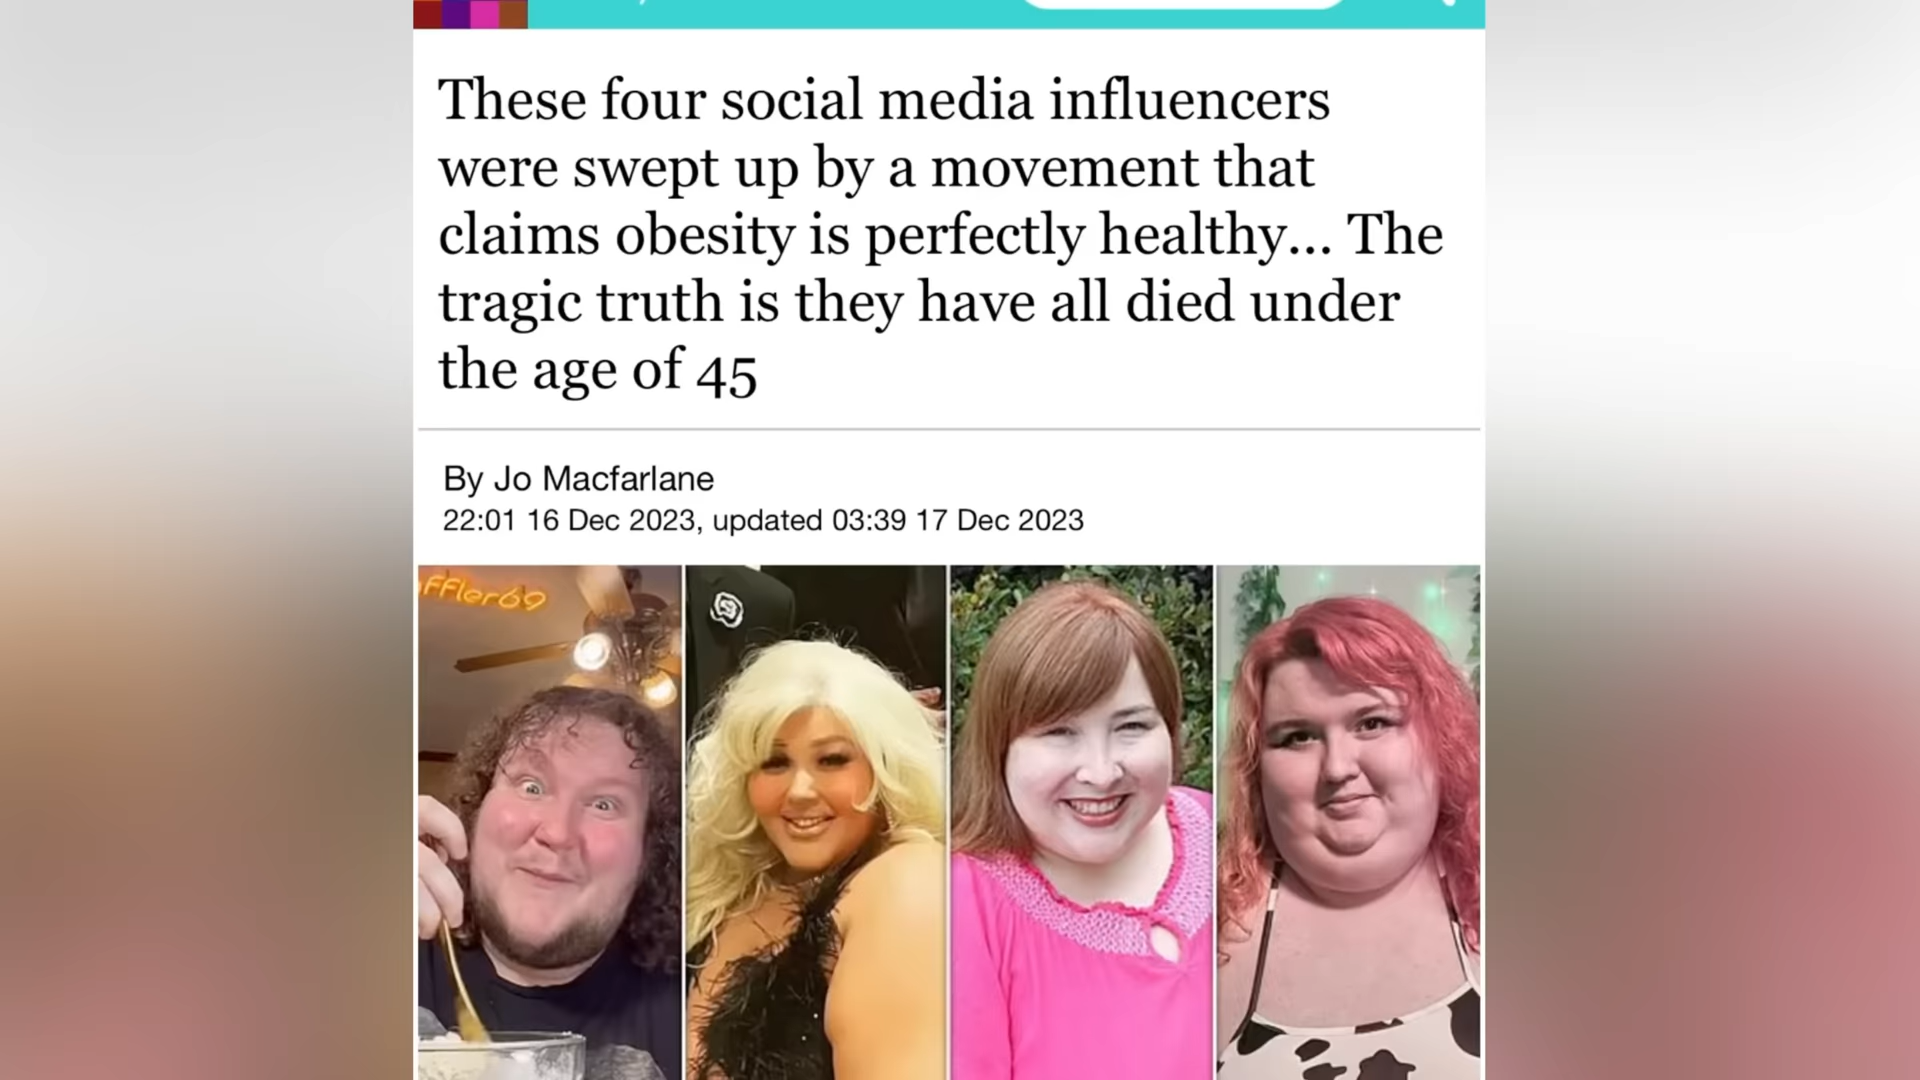 These four social media influencers
were swept up by a movement that
claims obesity is perfectly healthy... The
tragic truth is they have all died under
the age of 45
By Jo Macfarlane
22:01 16 Dec 2023, updated 03:39 17 Dec 2023
ffler69